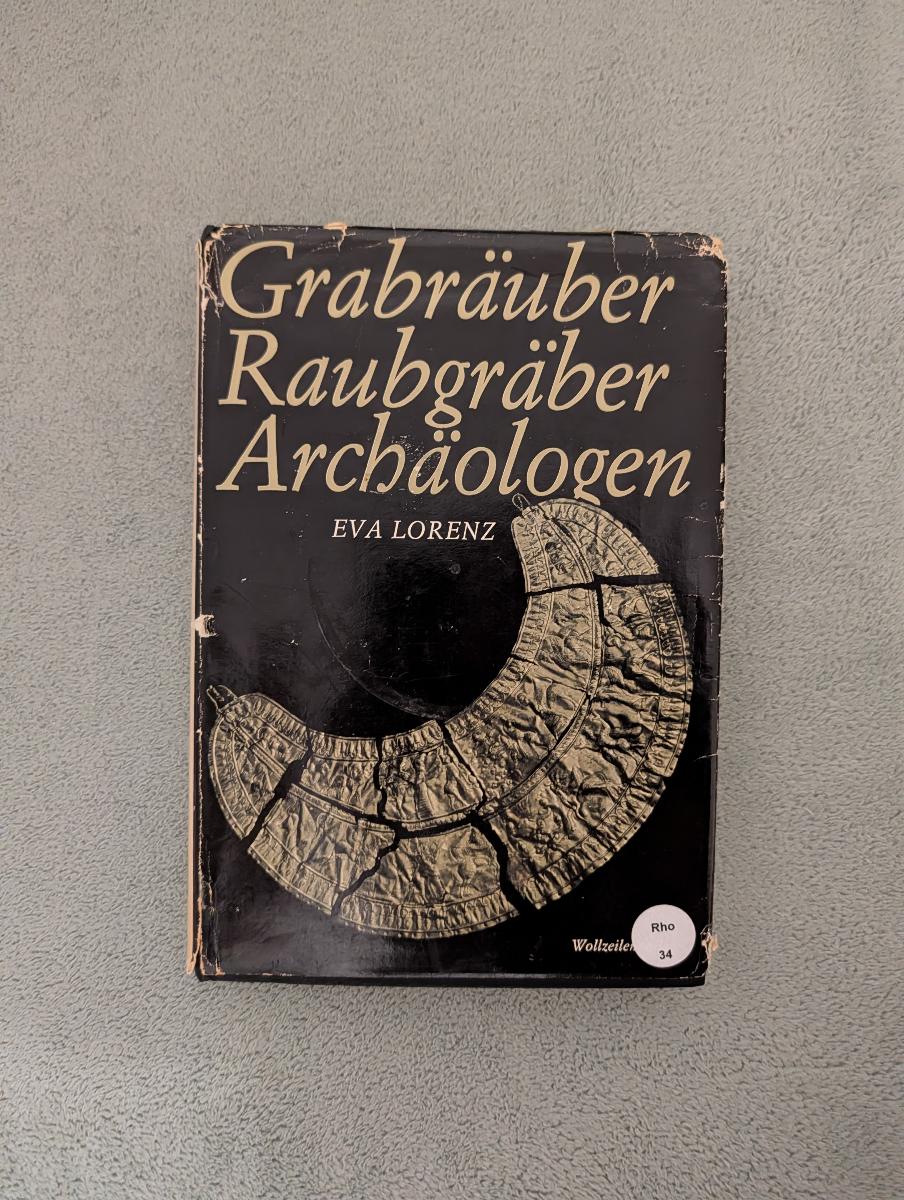 Grabräuber
Raubgräber
Archäologen
EVA LORENZ
Rho
34